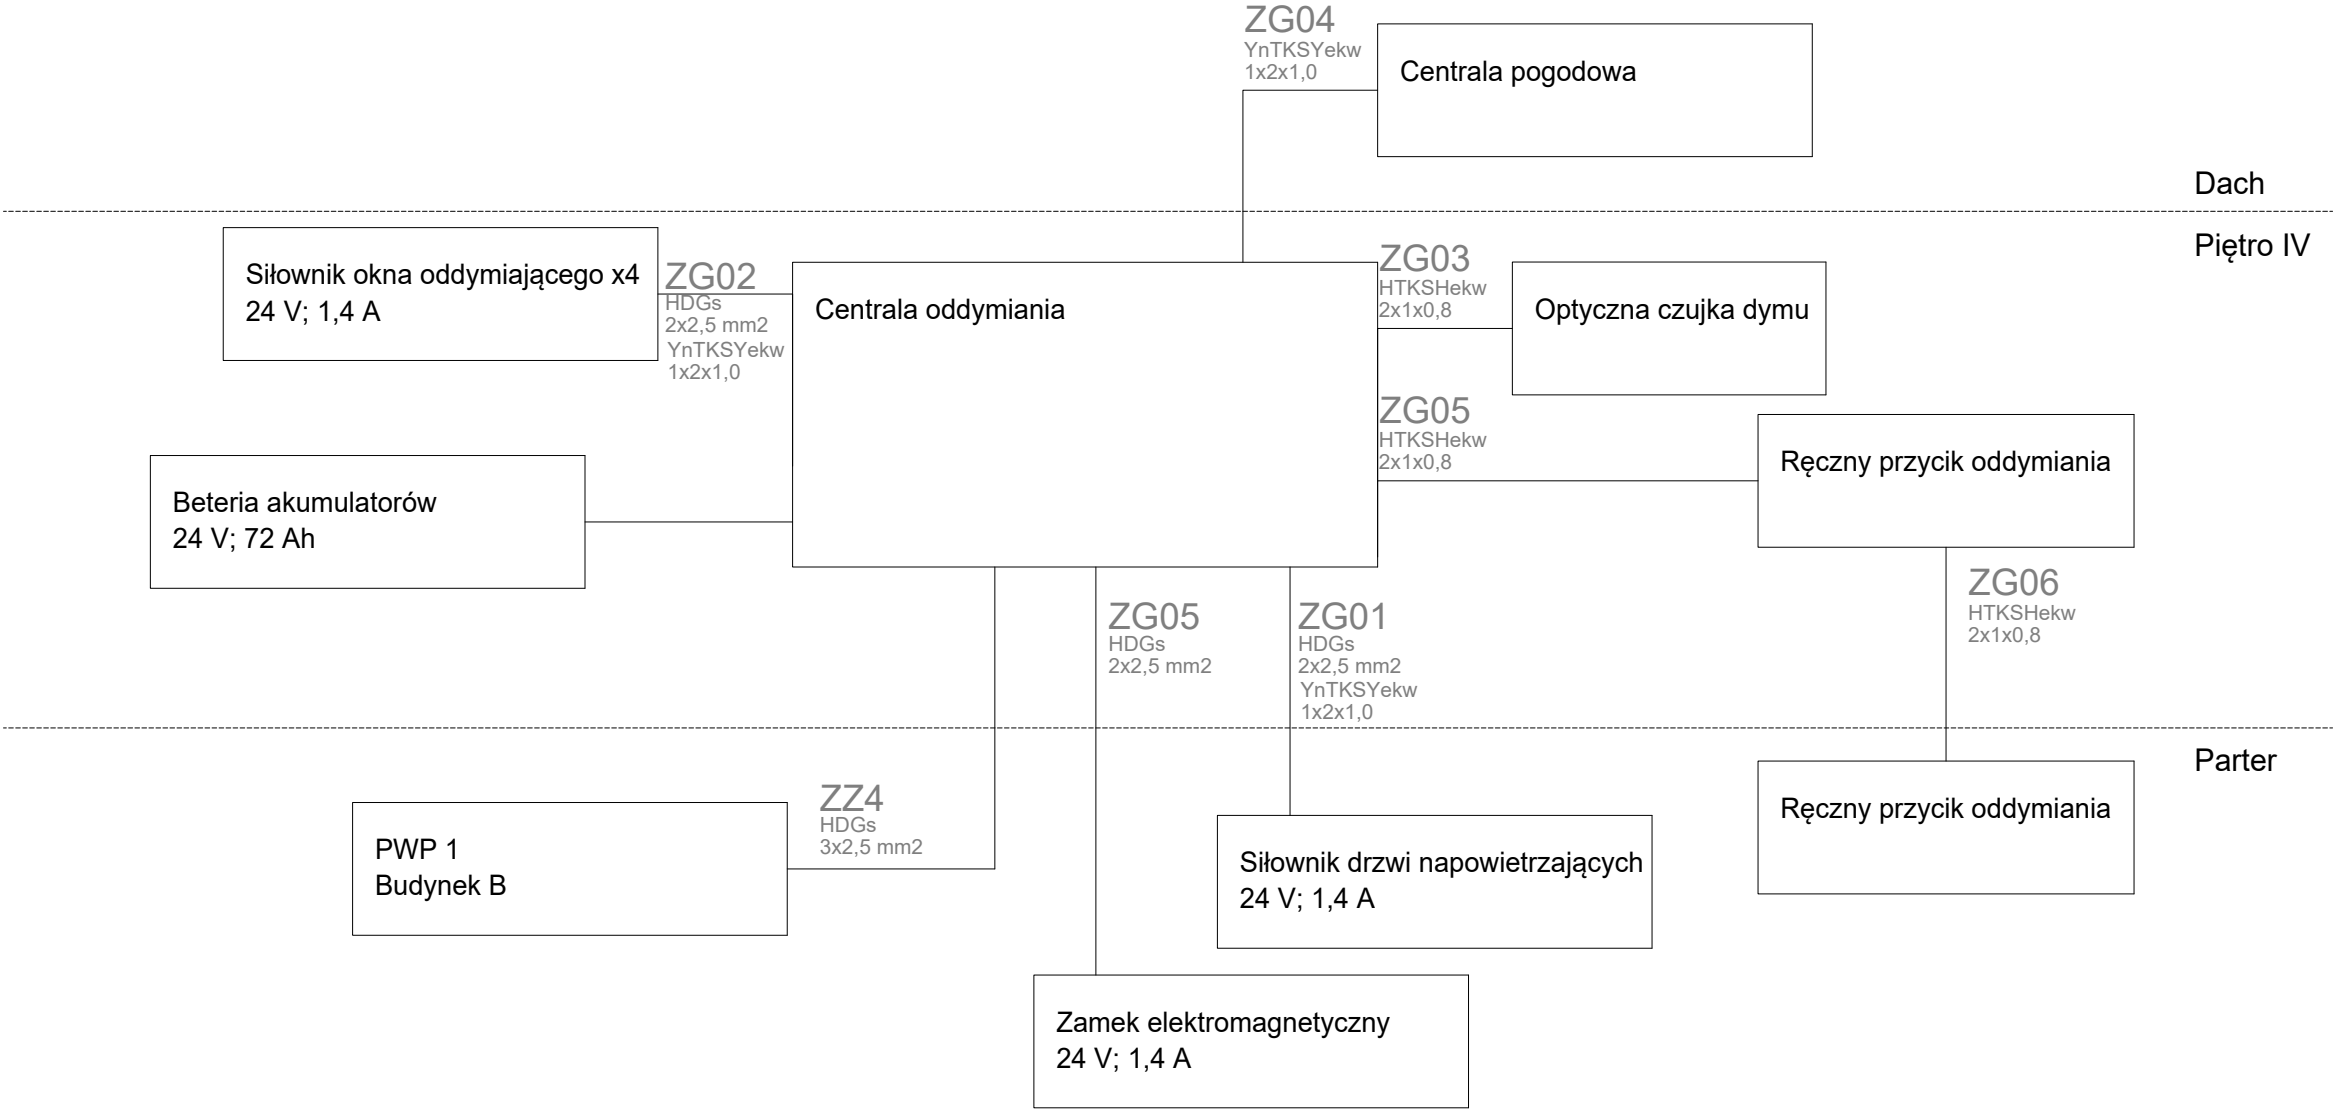 ZG04
YnTKSYekw
1x2x1,0
Centrala pogodowa
Dach
Piętro IV
Siłownik okna oddymiającego x4
24 V; 1,4 A
ZG02
HDGs
2x2,5 mm2
YnTKSYekw
1x2x1,0
Centrala oddymiania
ZG03
HTKSHekw
2x1x0,8
Optyczna czujka dymu
ZG05
HTKSHekw
2x1x0,8
Ręczny przycik oddymiania
Beteria akumulatorów
24 V; 72 Ah
ZG06
HTKSHekw
2x1x0,8
ZG05
HDGs
2x2,5 mm2
ZG01
HDGs
2x2,5 mm2
YnTKSYekw
1x2x1,0
Parter
ZZ4
HDGs
3x2,5 mm2
PWP 1
Budynek B
Siłownik drzwi napowietrzających
24 V; 1,4 A
Ręczny przycik oddymiania
Zamek elektromagnetyczny
24 V; 1,4 A